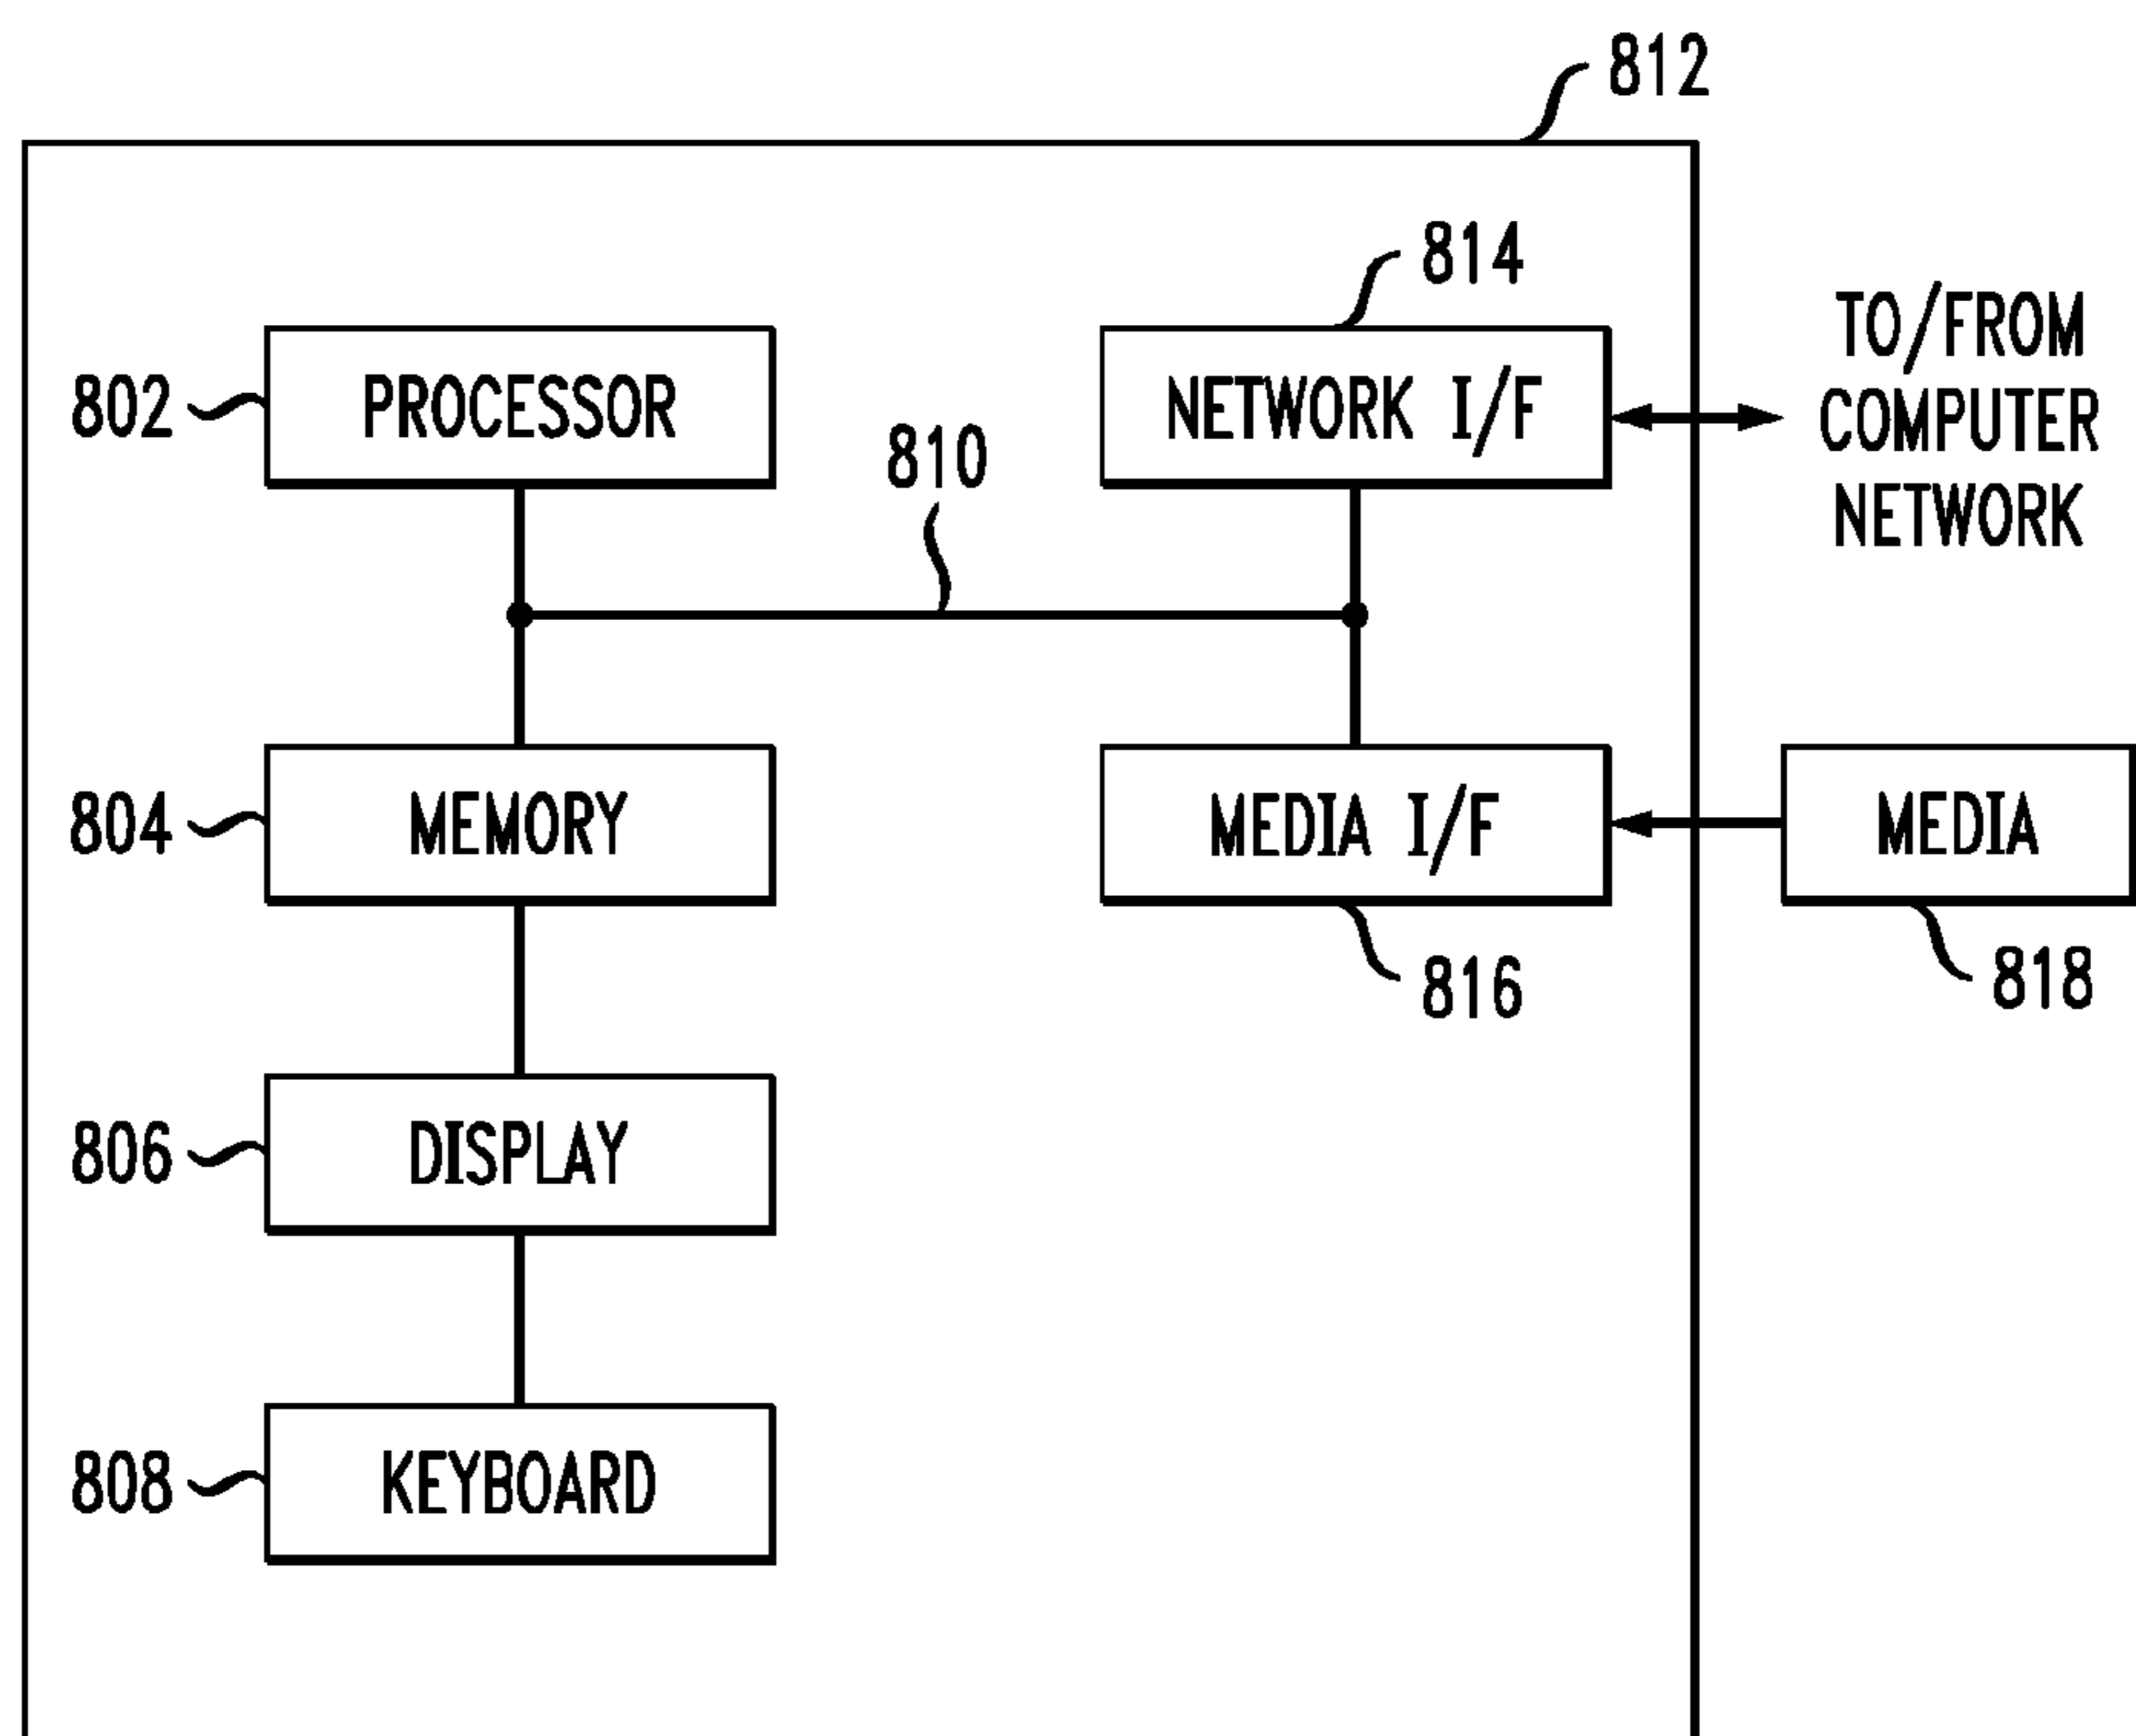 812
814
802 PROCESSOR
810
NETWORK I/F
TO/FROM
COMPUTER
NETWORK
804 MEMORY
MEDIA I/F
MEDIA
816
818
806 DISPLAY
808 KEYBOARD